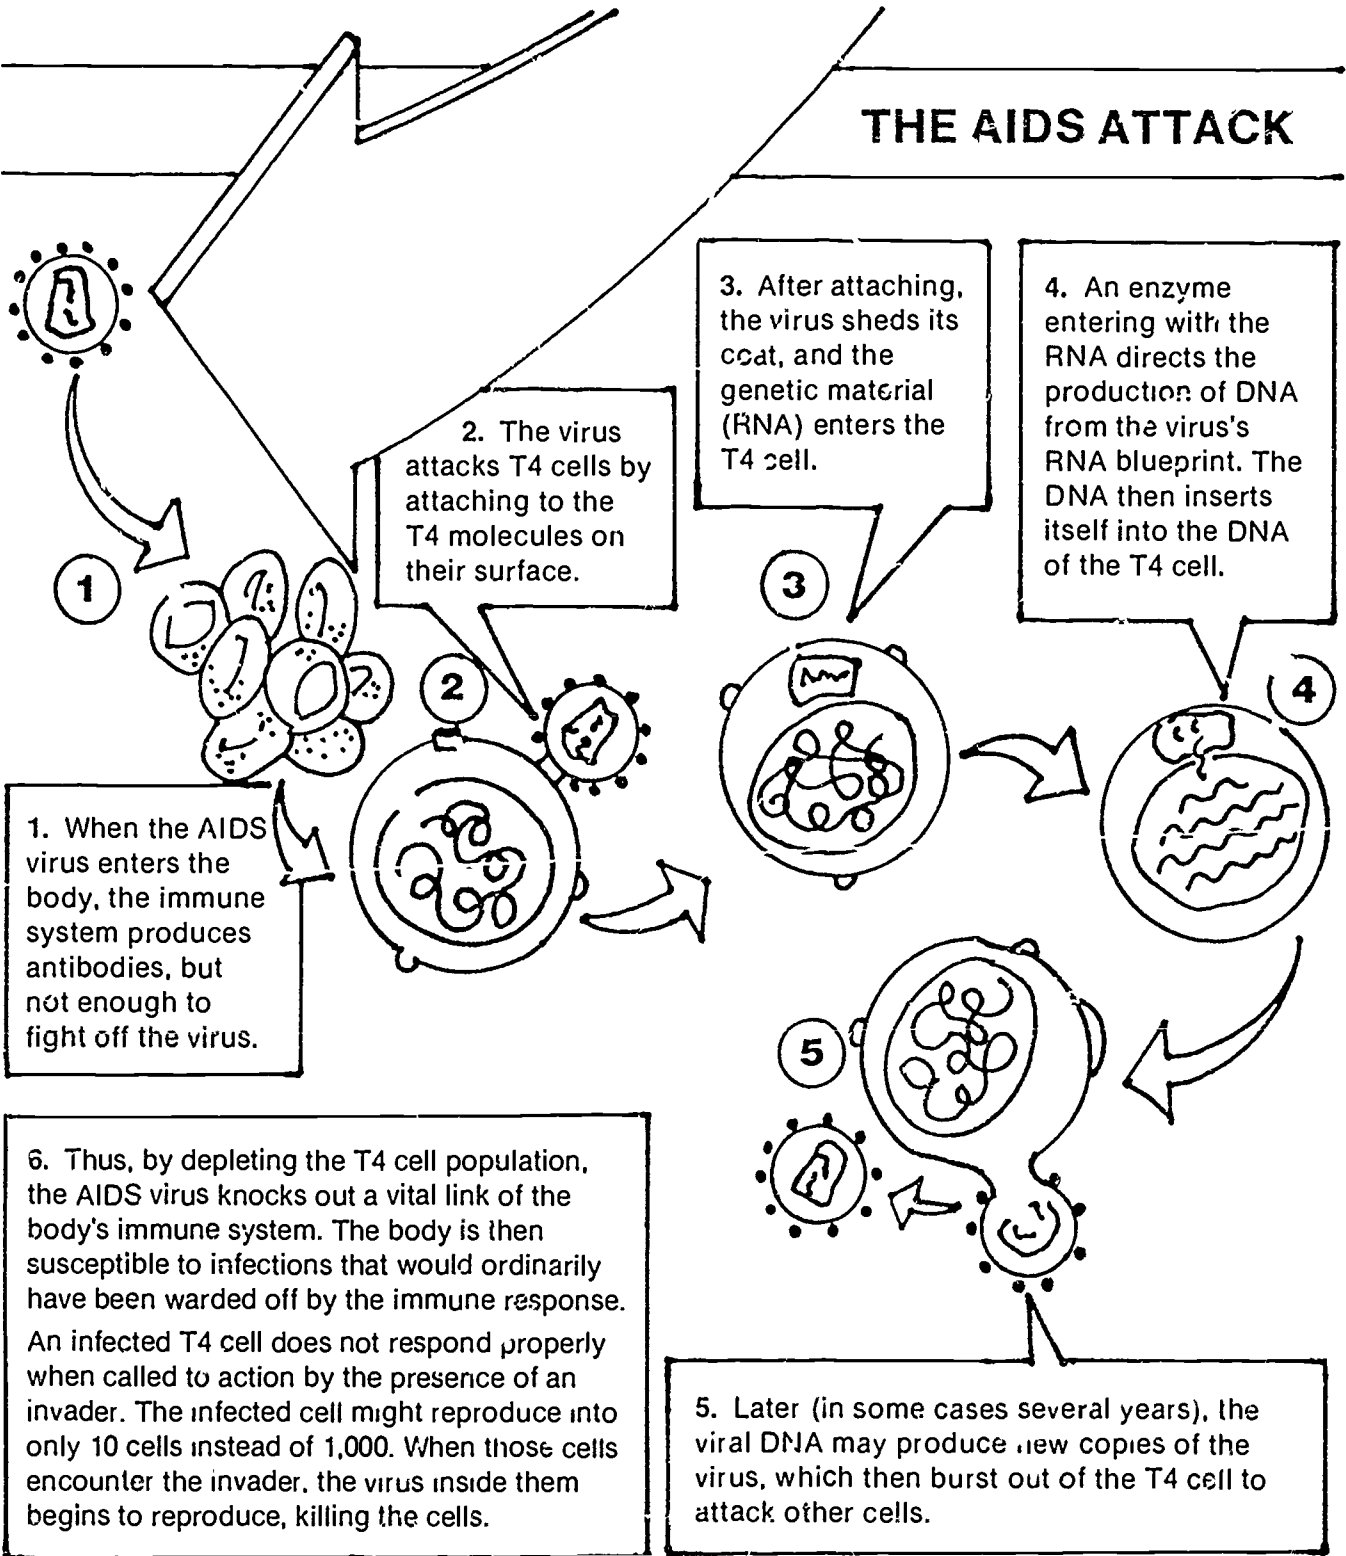 THE AIDS ATTACK
1
1. When the AIDS
virus enters the
body, the immune
system produces
antibodies, but
not enough to
fight off the virus.
2
2. The virus
attacks T4 cells by
attaching to the
T4 molecules on
their surface.
3
3. After attaching,
the virus sheds its
coat, and the
genetic material
(RNA) enters the
T4 cell.
4
4. An enzyme
entering with the
RNA directs the
production of DNA
from the virus's
RNA blueprint. The
DNA then inserts
itself into the DNA
of the T4 cell.
5
5. Later (in some cases several years), the
viral DNA may produce new copies of the
virus, which then burst out of the T4 cell to
attack other cells.
6. Thus, by depleting the T4 cell population,
the AIDS virus knocks out a vital link of the
body's immune system. The body is then
susceptible to infections that would ordinarily
have been warded off by the immune response.
An infected T4 cell does not respond properly
when called to action by the presence of an
invader. The infected cell might reproduce into
only 10 cells instead of 1,000. When those cells
encounter the invader, the virus inside them
begins to reproduce, killing the cells.